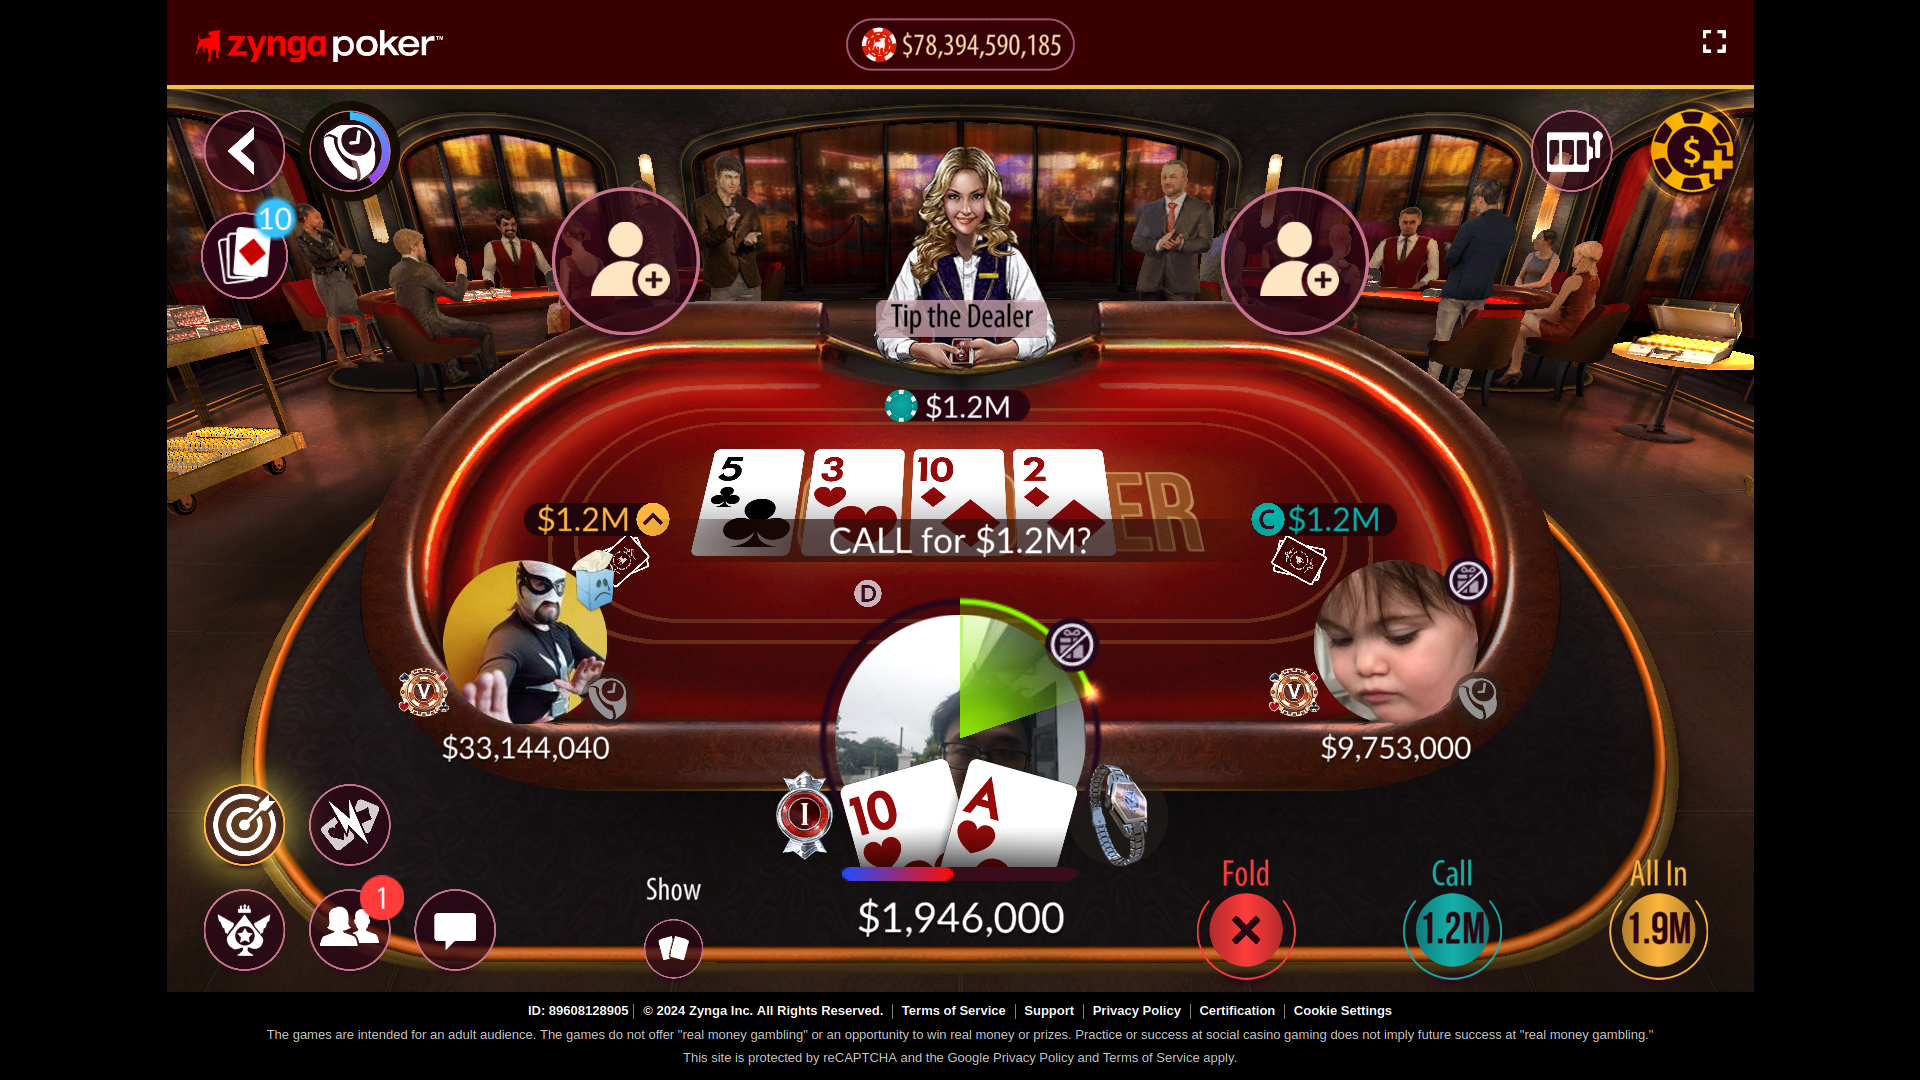 zynga poker™
$78,394,590,185
10
Tip the Dealer
$1.2M
5
3
10
2
ER
$1.2M
C $1.2M
CALL for $1.2M?
D
V
V
$33,144,040
$9,753,000
I
10
A
1
Show
$1,946,000
Fold
Call
All In
1.2M
1.9M
ID: 89608128905 | © 2024 Zynga Inc. All Rights Reserved. | Terms of Service | Support | Privacy Policy | Certification | Cookie Settings
The games are intended for an adult audience. The games do not offer "real money gambling" or an opportunity to win real money or prizes. Practice or success at social casino gaming does not imply future success at "real money gambling."
This site is protected by reCAPTCHA and the Google Privacy Policy and Terms of Service apply.